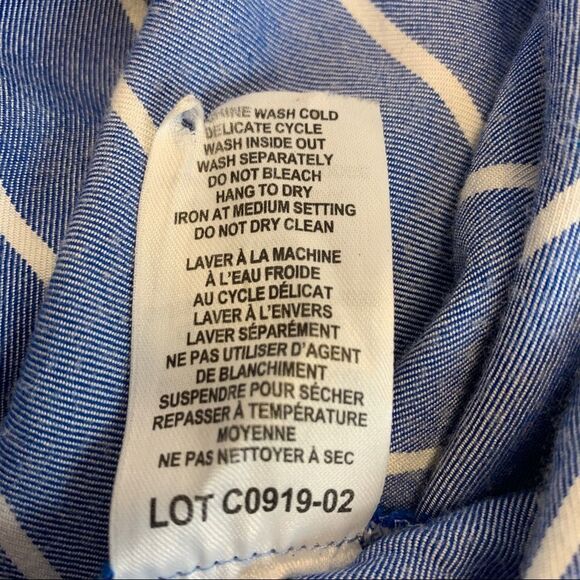 HINE WASH COLD
DELICATE CYCLE
WASH INSIDE OUT
WASH SEPARATELY
DO NOT BLEACH
HANG TO DRY
IRON AT MEDIUM SETTING
DO NOT DRY CLEAN
LAVER À LA MACHINE
À L'EAU FROIDE
AU CYCLE DÉLICAT
LAVER À L'ENVERS
LAVER SÉPARÉMENT
NE PAS UTILISER D'AGENT
DE BLANCHIMENT
SUSPENDRE POUR SÉCHER
REPASSER À TEMPÉRATURE
MOYENNE
NE PAS NETTOYER À SEC
LOT C0919-02